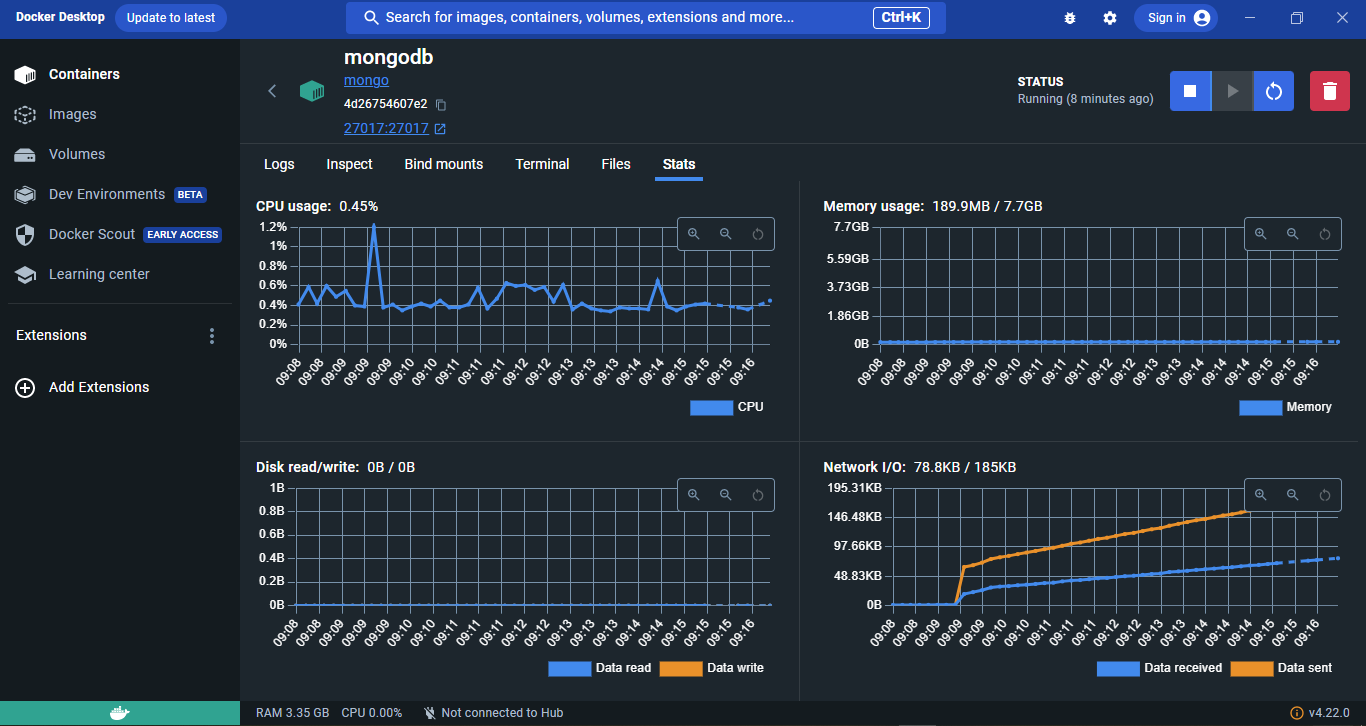 Docker Desktop Update to latest Search for images, containers, volumes, extensions and more... Ctrl+K Sign in
Containers
Images
Volumes
Dev Environments BETA
Docker Scout EARLY ACCESS
Learning center
Extensions
Add Extensions
mongodb
mongo
4d26754607e2
27017:27017
STATUS
Running (8 minutes ago)
Logs Inspect Bind mounts Terminal Files Stats
CPU usage: 0.45%
1.2%
1%
0.8%
0.6%
0.4%
0.2%
0%
09:08 09:08 09:09 09:09 09:09 09:10 09:10 09:11 09:11 09:11 09:12 09:12 09:13 09:13 09:13 09:14 09:14 09:15 09:15 09:15 09:16
CPU
Memory usage: 189.9MB / 7.7GB
7.7GB
5.59GB
3.73GB
1.86GB
0B
09:08 09:08 09:09 09:09 09:09 09:10 09:10 09:11 09:11 09:11 09:12 09:12 09:13 09:13 09:14 09:14 09:14 09:15 09:15 09:16
Memory
Disk read/write: 0B / 0B
1B
0.8B
0.6B
0.4B
0.2B
0B
09:08 09:08 09:09 09:09 09:09 09:10 09:10 09:11 09:11 09:11 09:12 09:12 09:13 09:13 09:13 09:14 09:14 09:15 09:15 09:15 09:16
Data read Data write
Network I/O: 78.8KB / 185KB
195.31KB
146.48KB
97.66KB
48.83KB
0B
09:08 09:08 09:09 09:09 09:09 09:10 09:10 09:11 09:11 09:11 09:12 09:12 09:13 09:13 09:14 09:14 09:14 09:15 09:15 09:16
Data received Data sent
RAM 3.35 GB CPU 0.00% Not connected to Hub v4.22.0